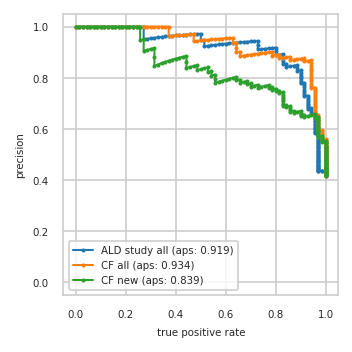 1.0
0.8
0.6
0.4
0.2
0.0
precision
ALD study all (aps: 0.919)
CF all (aps: 0.934)
CF new (aps: 0.839)
0.0 0.2 0.4 0.6 0.8 1.0
true positive rate